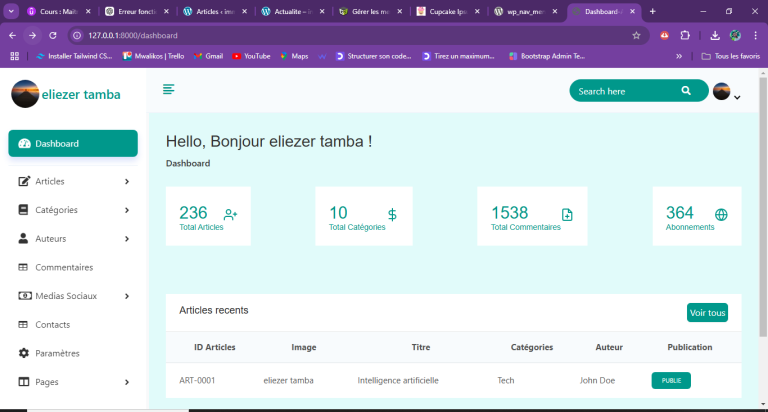 Cours : Maît
Erreur foncti
Articles ‹ im
Actualite – i
Gérer les me
Cupcake Ips
wp_nav_men
Dashboard-
127.0.0.1:8000/dashboard
Installer Tailwind CS...
Mwalikos | Trello
Gmail
YouTube
Maps
Structurer son code...
Tirez un maximum...
Bootstrap Admin Te...
Tous les favoris
eliezer tamba
Search here
Dashboard
Articles
Catégories
Auteurs
Commentaires
Medias Sociaux
Contacts
Paramètres
Pages
Hello, Bonjour eliezer tamba !
Dashboard
236
Total Articles
10
Total Catégories
1538
Total Commentaires
364
Abonnements
Articles recents
Voir tous
ID Articles Image Titre Catégories Auteur Publication
ART-0001 eliezer tamba Intelligence artificielle Tech John Doe PUBLIE